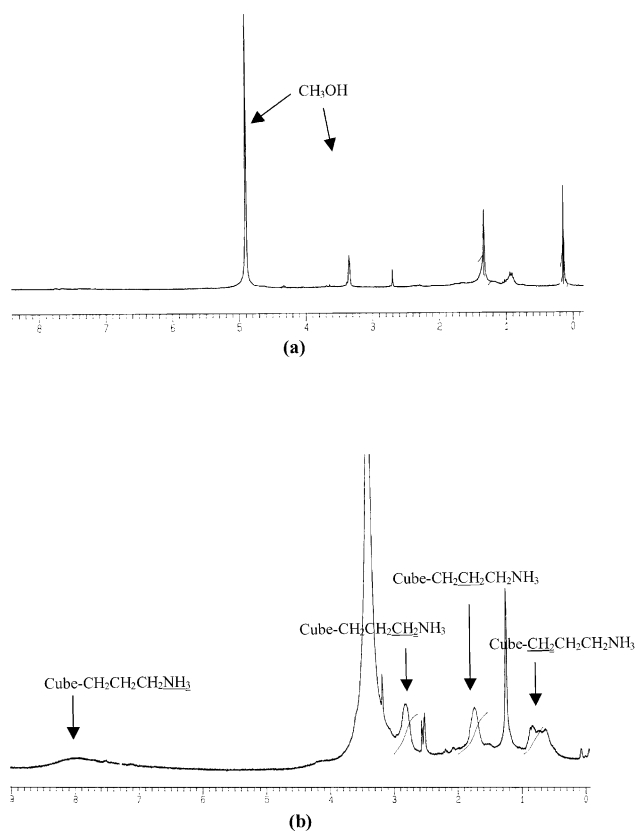 CH₃OH
8 7 6 5 4 3 2 1 0
(a)
Cube-CH₂CH₂CH₂NH₃
Cube-CH₂CH₂CH₂NH₃
Cube-CH₂CH₂CH₂NH₃
Cube-CH₂CH₂CH₂NH₃
9 8 7 6 5 4 3 2 1 0
(b)